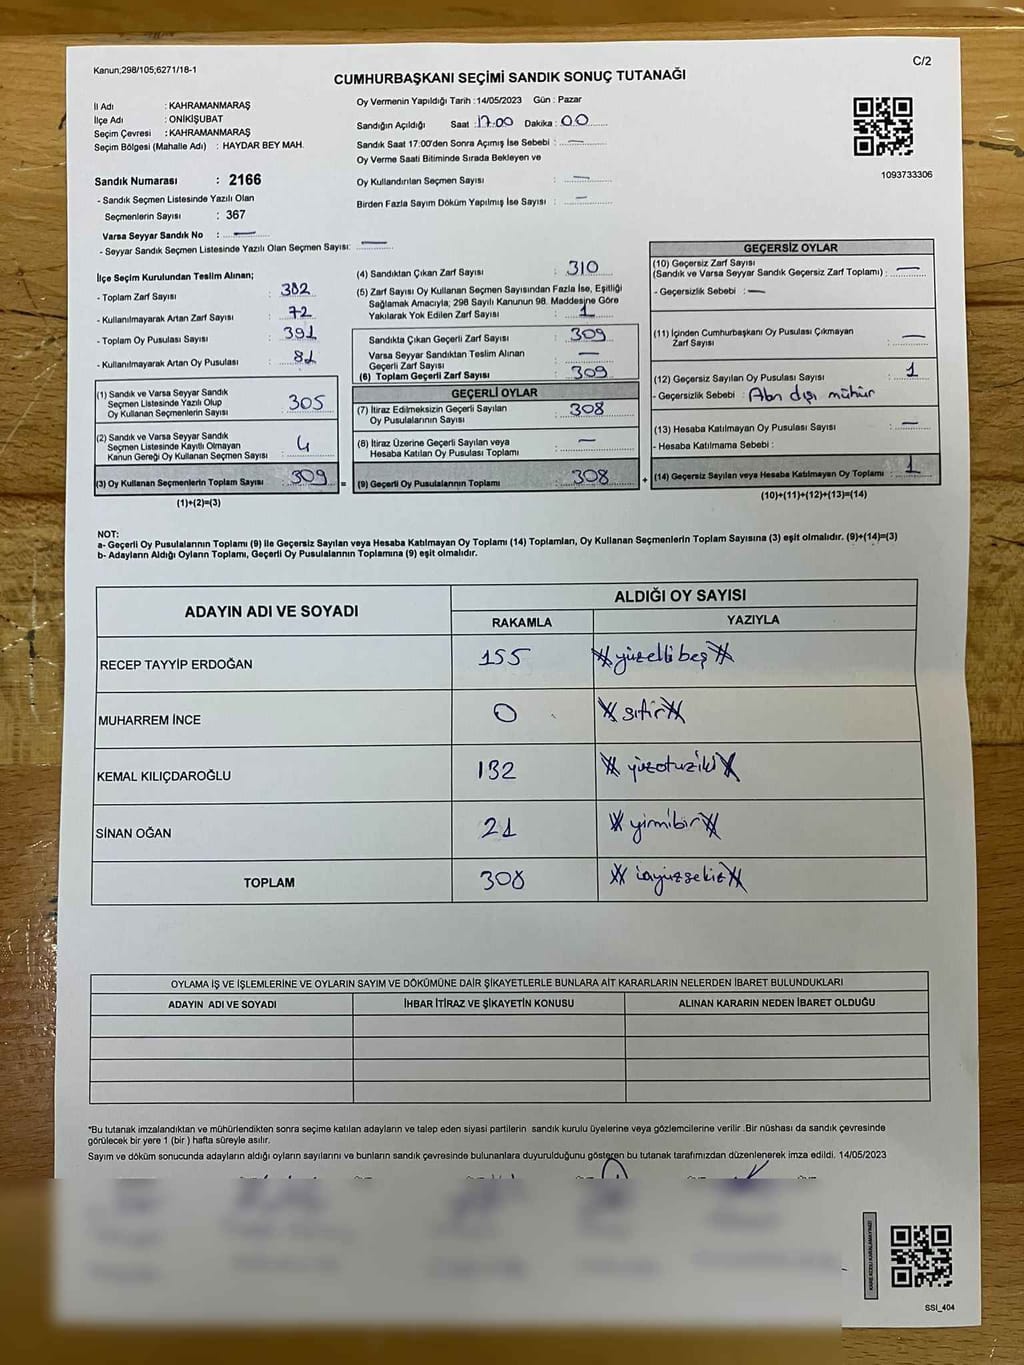 Kanun;298/105;6271/18-1
C/2
CUMHURBAŞKANI SEÇİMİ SANDIK SONUÇ TUTANAĞI
İl Adı : KAHRAMANMARAŞ
İlçe Adı : ONİKİŞUBAT
Seçim Çevresi : KAHRAMANMARAŞ
Seçim Bölgesi (Mahalle Adı) : HAYDAR BEY MAH.
Sandık Numarası : 2166
- Sandık Seçmen Listesinde Yazılı Olan
Seçmenlerin Sayısı : 367
Varsa Seyyar Sandık No : —
- Seyyar Sandık Seçmen Listesinde Yazılı Olan Seçmen Sayısı: —
Oy Vermenin Yapıldığı Tarih : 14/05/2023 Gün : Pazar
Sandığın Açıldığı Saat : 17.00 Dakika : 00
Sandık Saat 17:00'den Sonra Açımış İse Sebebi : —
Oy Verme Saati Bitiminde Sırada Bekleyen ve
Oy Kullandırılan Seçmen Sayısı : —
Birden Fazla Sayım Döküm Yapılmış İse Sayısı : —
1093733306
İlçe Seçim Kurulundan Teslim Alınan;
- Toplam Zarf Sayısı : 382
- Kullanılmayarak Artan Zarf Sayısı : 72
- Toplam Oy Pusulası Sayısı : 391
- Kullanılmayarak Artan Oy Pusulası : 81
(1) Sandık ve Varsa Seyyar Sandık
Seçmen Listesinde Yazılı Olup
Oy Kullanan Seçmenlerin Sayısı : 305
(2) Sandık ve Varsa Seyyar Sandık
Seçmen Listesinde Kayıtlı Olmayan
Kanun Gereği Oy Kullanan Seçmen Sayısı : 4
(3) Oy Kullanan Seçmenlerin Toplam Sayısı : 309
(1)+(2)=(3)
(4) Sandıktan Çıkan Zarf Sayısı : 310
(5) Zarf Sayısı Oy Kullanan Seçmen Sayısından Fazla İse, Eşitliği
Sağlamak Amacıyla; 298 Sayılı Kanunun 98. Maddesine Göre
Yakılarak Yok Edilen Zarf Sayısı : 1
Sandıkta Çıkan Geçerli Zarf Sayısı : 309
Varsa Seyyar Sandıktan Teslim Alınan
Geçerli Zarf Sayısı : —
(6) Toplam Geçerli Zarf Sayısı : 309
GEÇERLİ OYLAR
(7) İtiraz Edilmeksizin Geçerli Sayılan
Oy Pusulalarının Sayısı : 308
(8) İtiraz Üzerine Geçerli Sayılan veya
Hesaba Katılan Oy Pusulası Toplamı : —
= (9) Geçerli Oy Pusulalarının Toplamı : 308
GEÇERSİZ OYLAR
(10) Geçersiz Zarf Sayısı
(Sandık ve Varsa Seyyar Sandık Geçersiz Zarf Toplamı) : —
- Geçersizlik Sebebi : —
(11) İçinden Cumhurbaşkanı Oy Pusulası Çıkmayan
Zarf Sayısı : —
(12) Geçersiz Sayılan Oy Pusulası Sayısı : 1
- Geçersizlik Sebebi : Alan dışı mühür
(13) Hesaba Katılmayan Oy Pusulası Sayısı : —
- Hesaba Katılmama Sebebi :
+ (14) Geçersiz Sayılan veya Hesaba Katılmayan Oy Toplamı : 1
(10)+(11)+(12)+(13)=(14)
NOT:
a- Geçerli Oy Pusulalarının Toplamı (9) ile Geçersiz Sayılan veya Hesaba Katılmayan Oy Toplamı (14) Toplamları, Oy Kullanan Seçmenlerin Toplam Sayısına (3) eşit olmalıdır. (9)+(14)=(3)
b- Adayların Aldığı Oyların Toplamı, Geçerli Oy Pusulalarının Toplamına (9) eşit olmalıdır.
ADAYIN ADI VE SOYADI ALDIĞI OY SAYISI
RAKAMLA YAZIYLA
RECEP TAYYİP ERDOĞAN 155 yüzellibeş
MUHARREM İNCE 0 sıfır
KEMAL KILIÇDAROĞLU 132 yüzotuziki
SİNAN OĞAN 21 yirmibir
TOPLAM 308 üçyüzsekiz
OYLAMA İŞ VE İŞLEMLERİNE VE OYLARIN SAYIM VE DÖKÜMÜNE DAİR ŞİKAYETLERLE BUNLARA AİT KARARLARIN NELERDEN İBARET BULUNDUKLARI
ADAYIN ADI VE SOYADI İHBAR İTİRAZ VE ŞİKAYETİN KONUSU ALINAN KARARIN NEDEN İBARET OLDUĞU
*Bu tutanak imzalandıktan ve mühürlendikten sonra seçime katılan adayların ve talep eden siyasi partilerin sandık kurulu üyelerine veya gözlemcilerine verilir .Bir nüshası da sandık çevresinde
görülecek bir yere 1 (bir ) hafta süreyle asılır.
Sayım ve döküm sonucunda adayların aldığı oyların sayılarını ve bunların sandık çevresinde bulunanlara duyurulduğunu gösteren bu tutanak tarafımızdan düzenlenerek imza edildi. 14/05/2023
KARE KODU KARALAMAYINIZ!
SSI_404